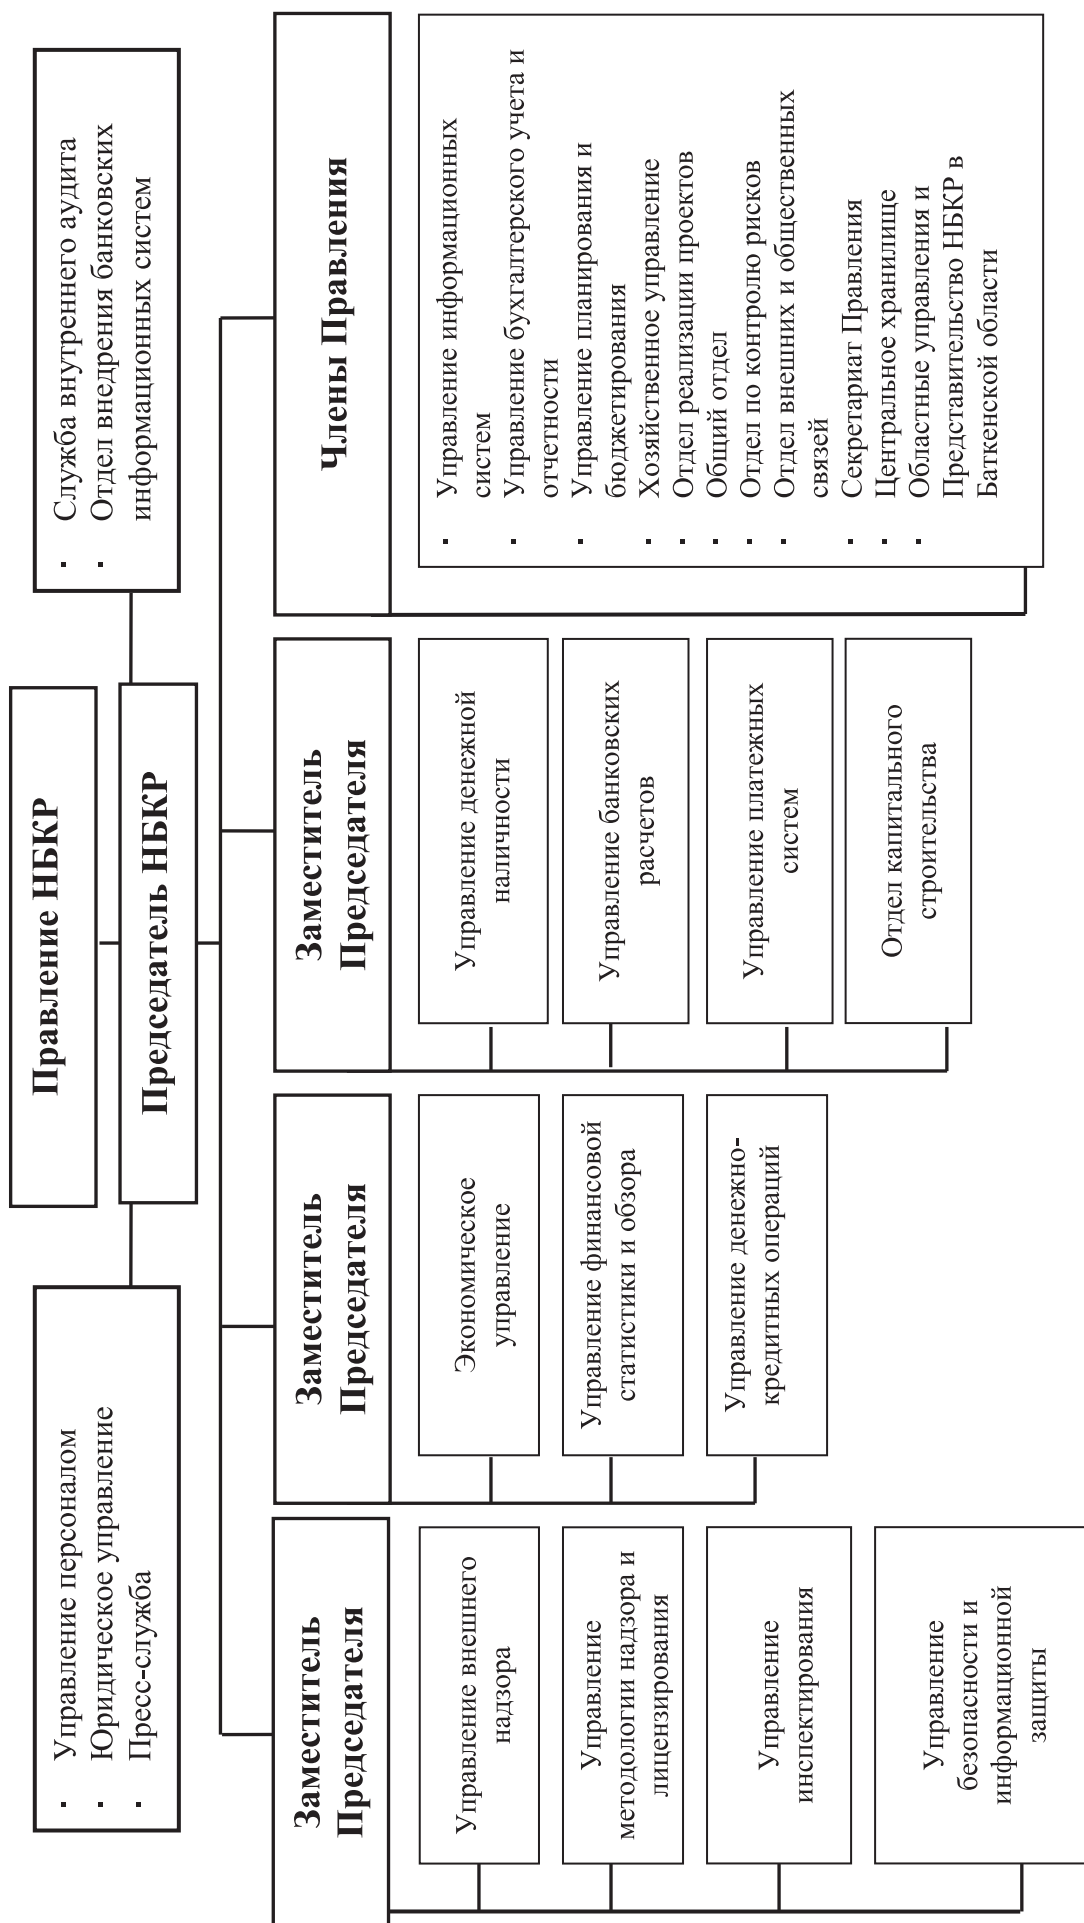 Правление НБКР
Председатель НБКР
Управление персоналом
Юридическое управление
Пресс-служба
Служба внутреннего аудита
Отдел внедрения банковских
информационных систем
Заместитель
Председателя
Управление внешнего
надзора
Управление
методологии надзора и
лицензирования
Управление
инспектирования
Управление
безопасности и
информационной
защиты
Заместитель
Председателя
Экономическое
управление
Управление финансовой
статистики и обзора
Управление денежно-
кредитных операций
Заместитель
Председателя
Управление денежной
наличности
Управление банковских
расчетов
Управление платежных
систем
Отдел капитального
строительства
Члены Правления
Управление информационных
систем
Управление бухгалтерского учета и
отчетности
Управление планирования и
бюджетирования
Хозяйственное управление
Отдел реализации проектов
Общий отдел
Отдел по контролю рисков
Отдел внешних и общественных
связей
Секретариат Правления
Центральное хранилище
Областные управления и
Представительство НБКР в
Баткенской области